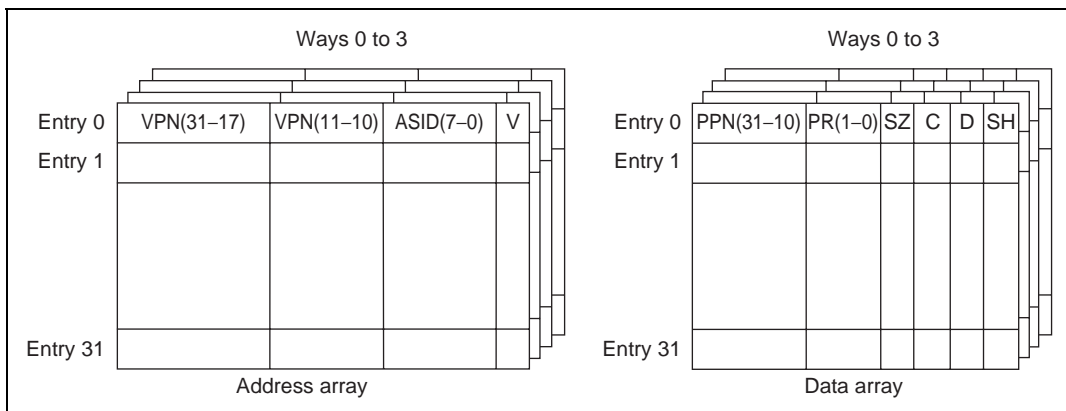 Ways 0 to 3
Entry 0 VPN(31–17) VPN(11–10) ASID(7–0) V
Entry 1
Entry 31
Address array
Ways 0 to 3
Entry 0 PPN(31–10) PR(1–0) SZ C D SH
Entry 1
Entry 31
Data array